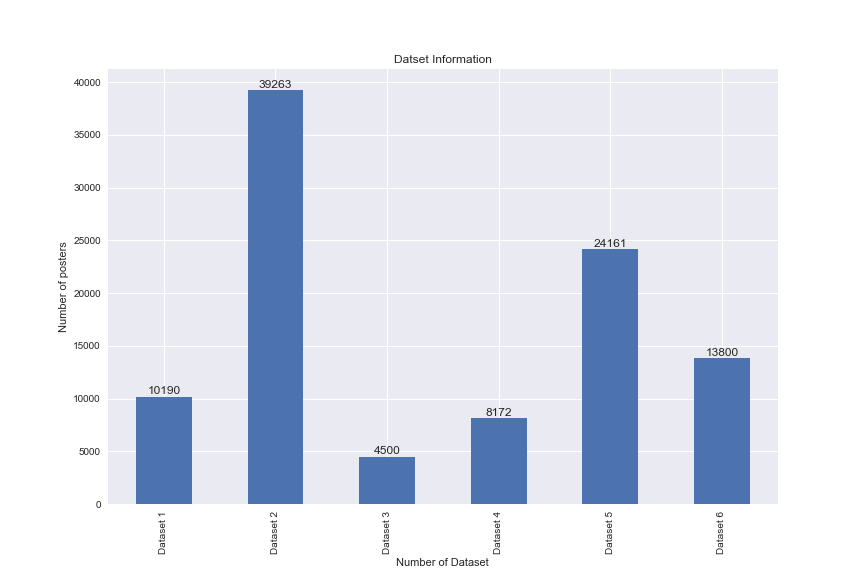 Datset Information
Number of posters
40000
35000
30000
25000
20000
15000
10000
5000
0
10190
39263
4500
8172
24161
13800
Dataset 1
Dataset 2
Dataset 3
Dataset 4
Dataset 5
Dataset 6
Number of Dataset